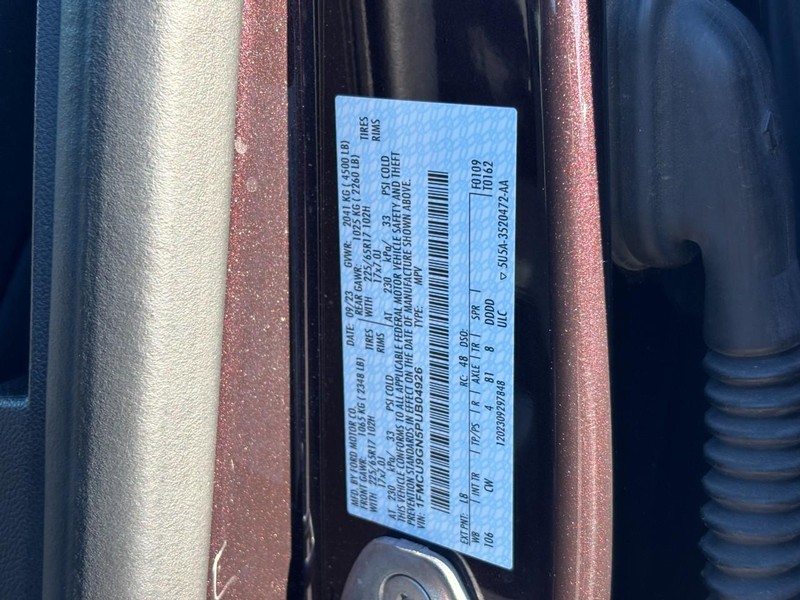 MFD. BY FORD MOTOR CO.
DATE: 09/23 GVWR: 2041 KG ( 4500 LB)
FRONT GAWR: 1065 KG ( 2348 LB) REAR GAWR: 1025 KG ( 2260 LB)
WITH 225/65R17 102H TIRES WITH 225/65R17 102H TIRES
17x7.0J RIMS 17x7.0J RIMS
AT 230 kPa/ 33 PSI COLD AT 230 kPa/ 33 PSI COLD
THIS VEHICLE CONFORMS TO ALL APPLICABLE FEDERAL MOTOR VEHICLE SAFETY AND THEFT
PREVENTION STANDARDS IN EFFECT ON THE DATE OF MANUFACTURE SHOWN ABOVE.
VIN: 1FMCU9GN5PUB04926 TYPE: MPV
EXT PNT: L8 RC: 48 DSO: F0109
WB INT TR TP/PS R AXLE TR SPR T0162
106 CW 4 81 8 DDDD
ULC ▽ 5U5A-3520472-AA
1202309297848